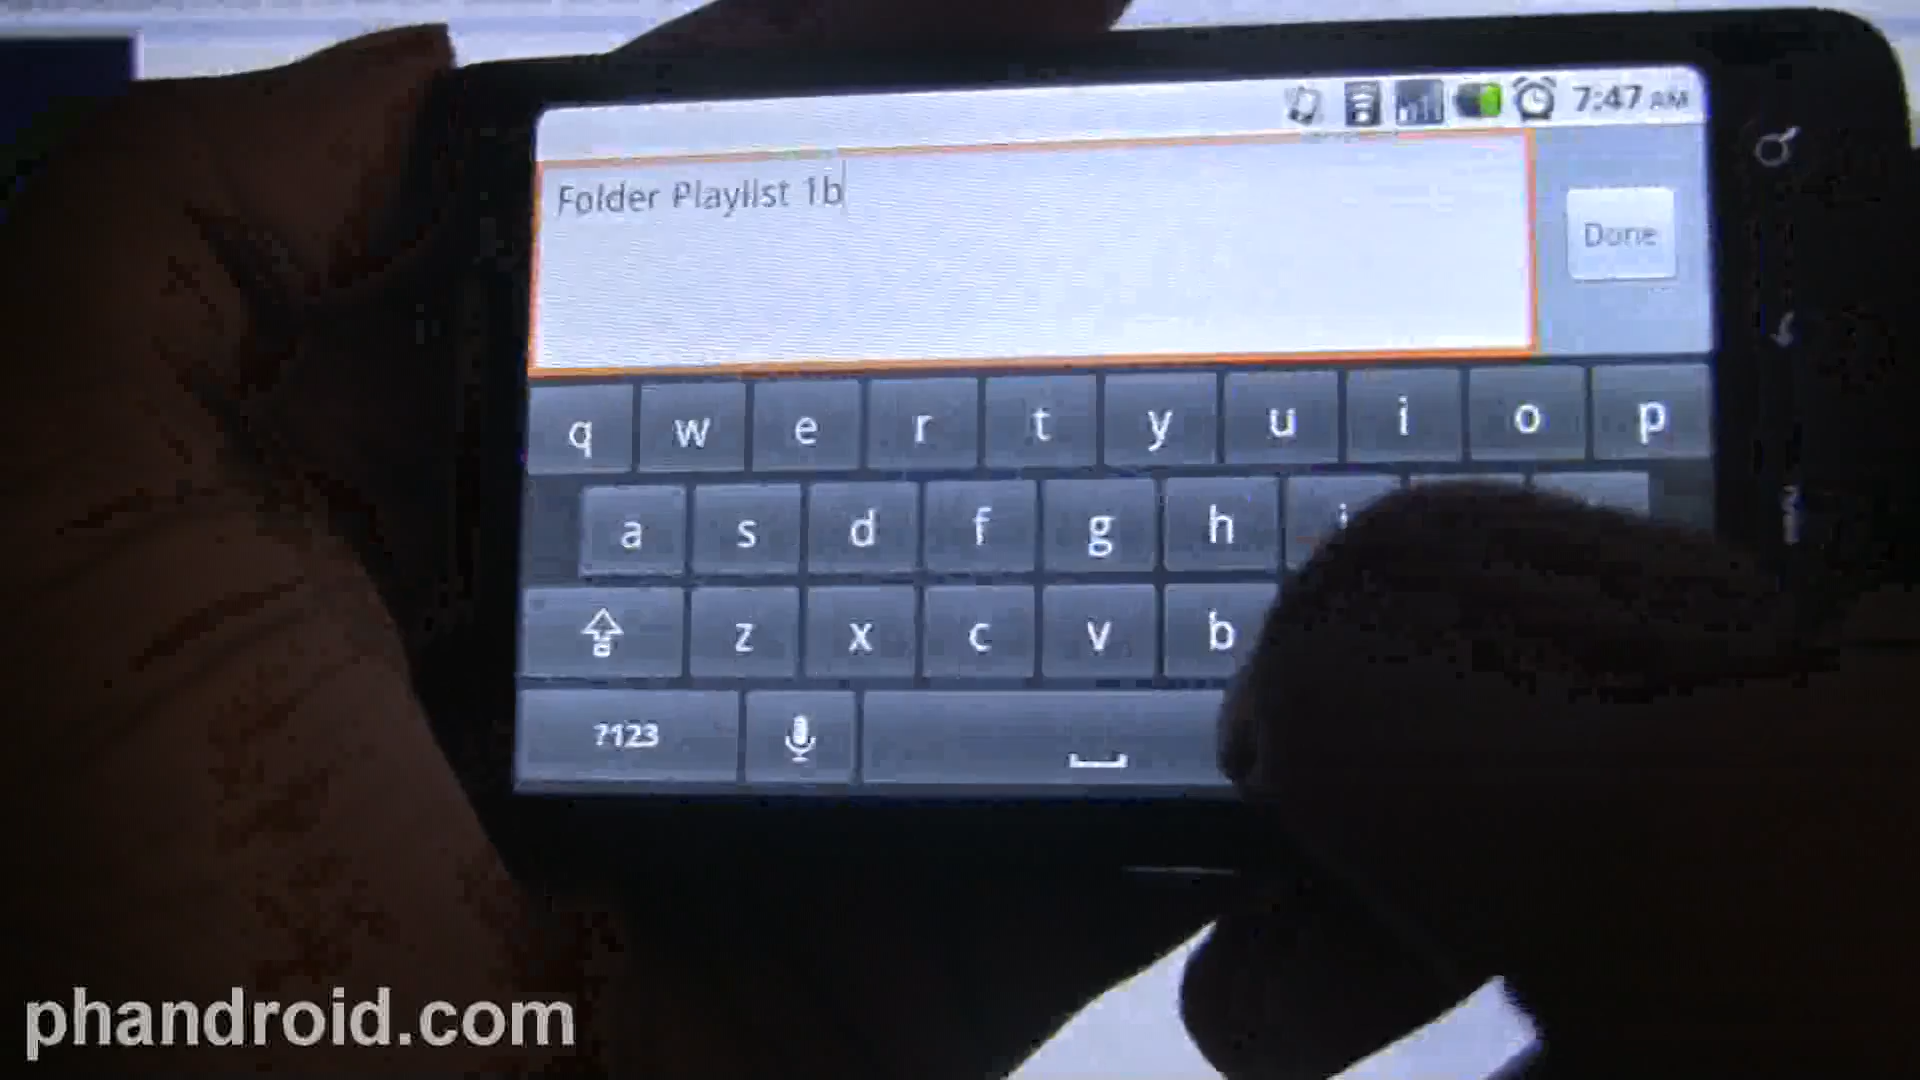 7:47 AM
Folder Playlist 1b
Done
q w e r t y u i o p
a s d f g h j
z x c v b
?123
phandroid.com